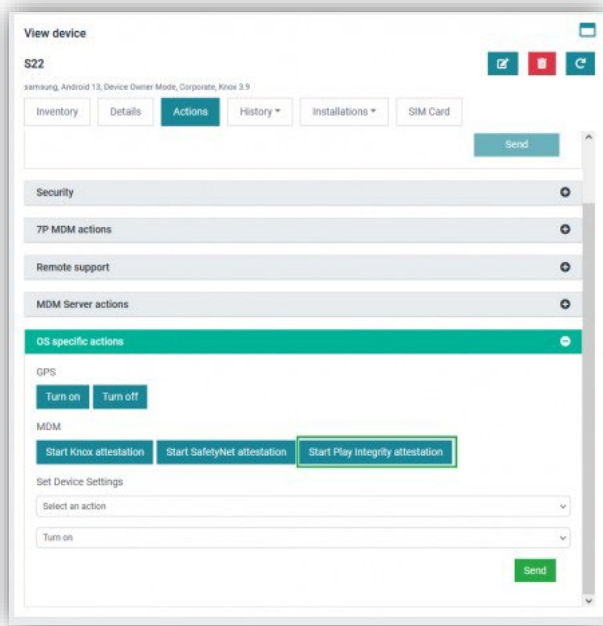 View device
S22
samsung, Android 13, Device Owner Mode, Corporate, Knox 3.9
Inventory Details Actions History Installations SIM Card
Send
Security
7P MDM actions
Remote support
MDM Server actions
OS specific actions
GPS
Turn on Turn off
MDM
Start Knox attestation Start SafetyNet attestation Start Play Integrity attestation
Set Device Settings
Select an action
Turn on
Send